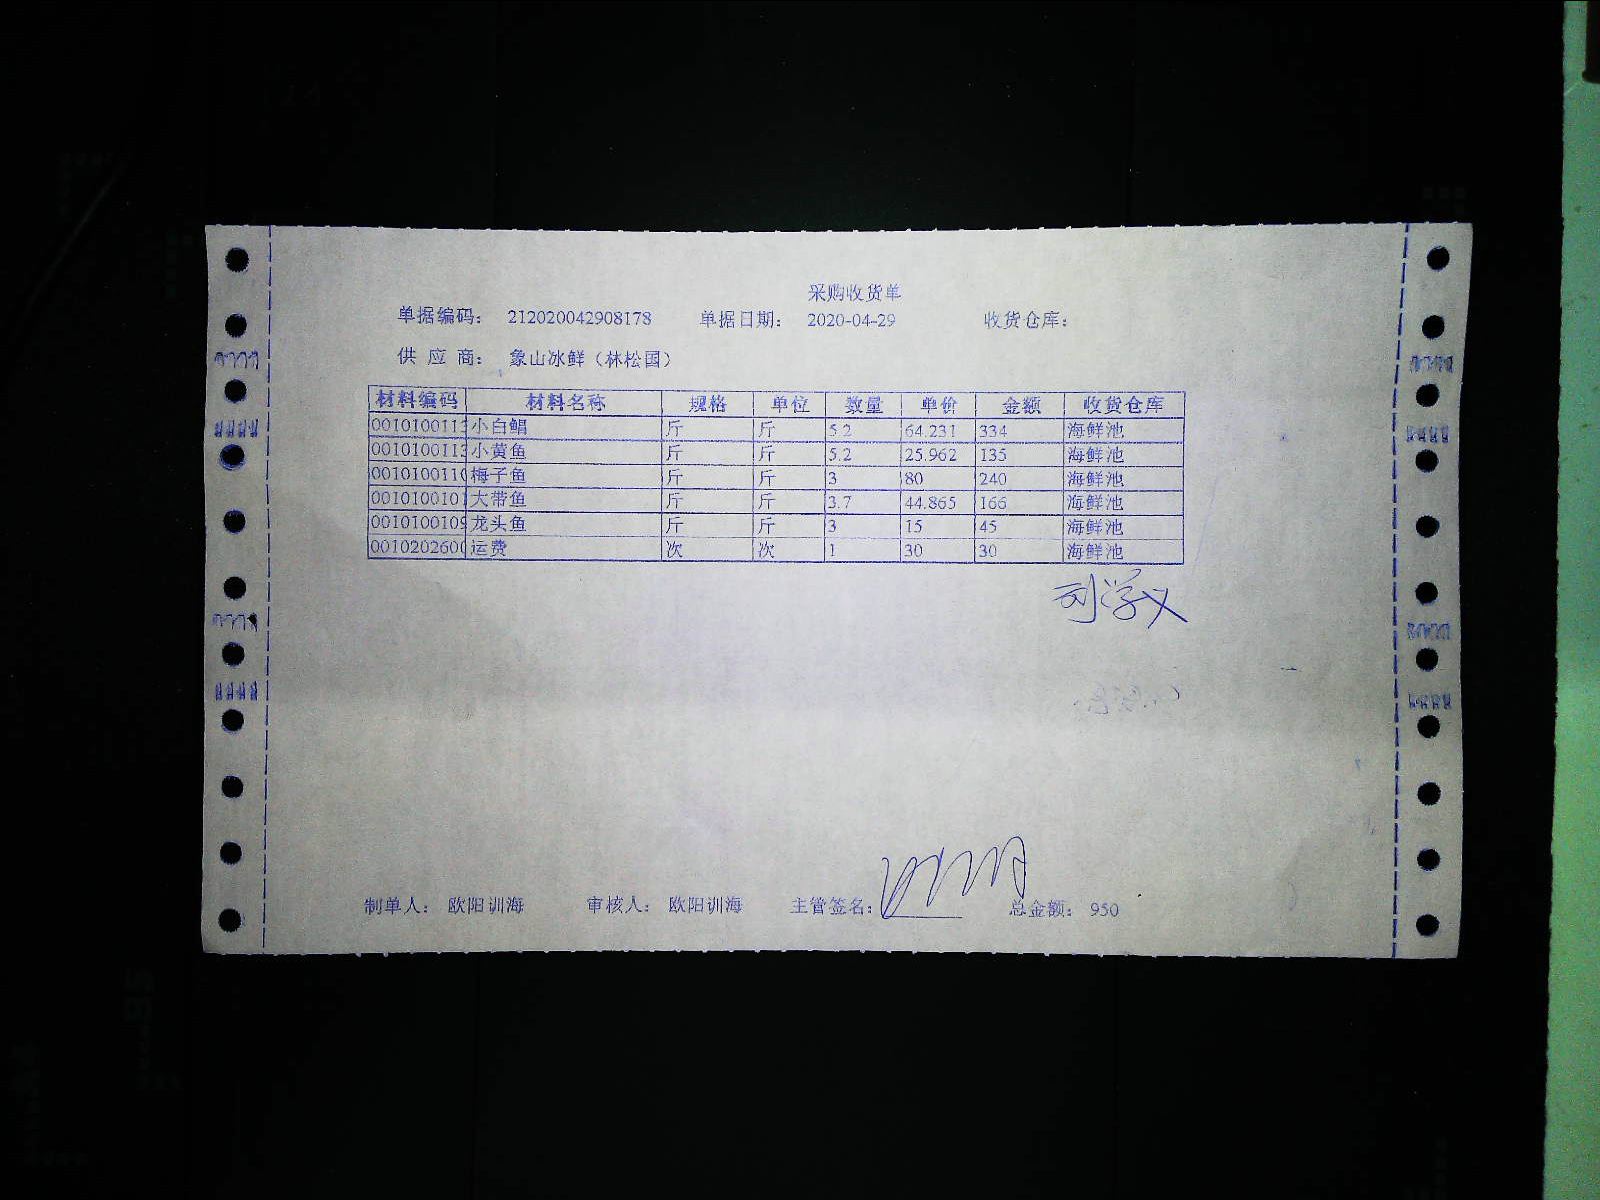 采购收货单
单据编码： 212020042908178 单据日期： 2020-04-29 收货仓库：
供 应 商： 象山冰鲜（林松国）
材料编码 材料名称 规格 单位 数量 单价 金额 收货仓库
0010100113 小白鲳 斤 斤 5.2 64.231 334 海鲜池
0010100113 小黄鱼 斤 斤 5.2 25.962 135 海鲜池
001010011 梅子鱼 斤 斤 3 80 240 海鲜池
001010010 大带鱼 斤 斤 3.7 44.865 166 海鲜池
0010100109 龙头鱼 斤 斤 3 15 45 海鲜池
001020260 运费 次 次 1 30 30 海鲜池
刘学义
制单人： 欧阳训海 审核人： 欧阳训海 主管签名： 总金额： 950